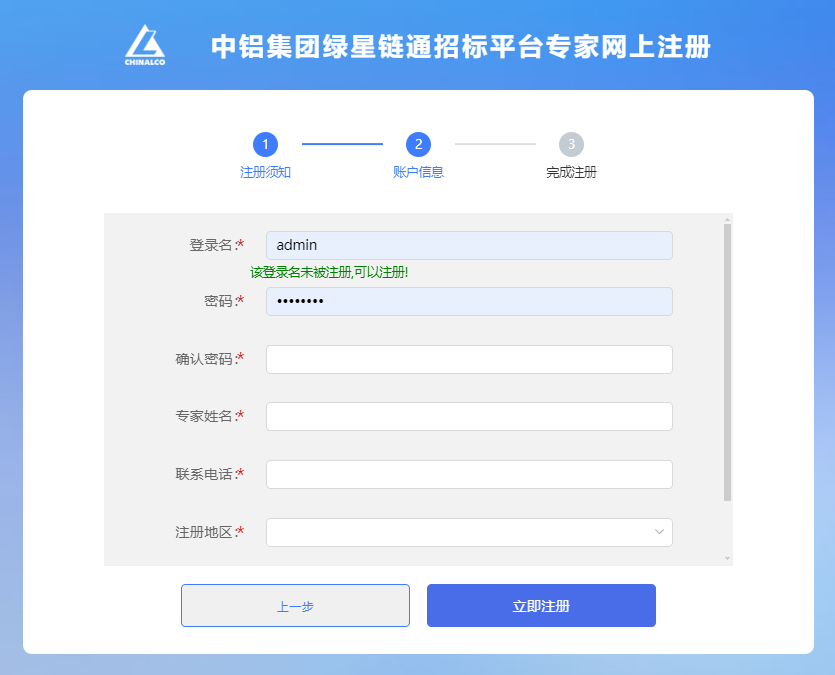 CHINALCO
中铝集团绿星链通招标平台专家网上注册
1 2 3
注册须知 账户信息 完成注册
登录名:* admin
该登录名未被注册,可以注册!
密码:* ••••••••
确认密码:*
专家姓名:*
联系电话:*
注册地区:*
上一步 立即注册